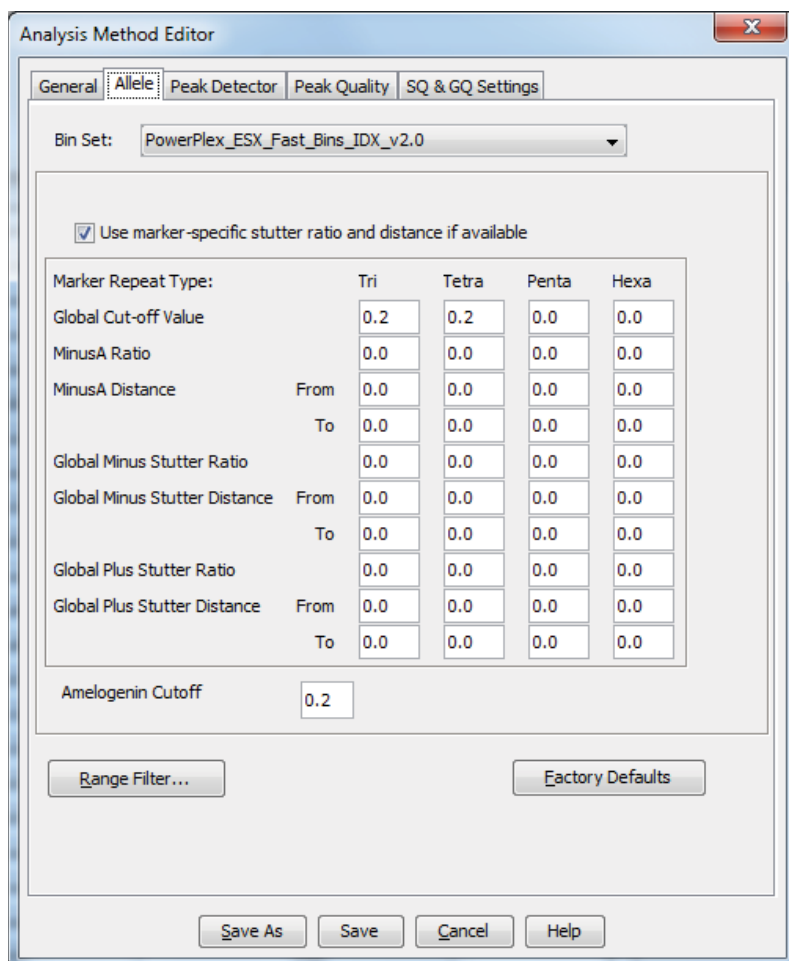 Analysis Method Editor
General Allele Peak Detector Peak Quality SQ & GQ Settings
Bin Set: PowerPlex_ESX_Fast_Bins_IDX_v2.0
Use marker-specific stutter ratio and distance if available
Marker Repeat Type: Tri Tetra Penta Hexa
Global Cut-off Value 0.2 0.2 0.0 0.0
MinusA Ratio 0.0 0.0 0.0 0.0
MinusA Distance From 0.0 0.0 0.0 0.0
To 0.0 0.0 0.0 0.0
Global Minus Stutter Ratio 0.0 0.0 0.0 0.0
Global Minus Stutter Distance From 0.0 0.0 0.0 0.0
To 0.0 0.0 0.0 0.0
Global Plus Stutter Ratio 0.0 0.0 0.0 0.0
Global Plus Stutter Distance From 0.0 0.0 0.0 0.0
To 0.0 0.0 0.0 0.0
Amelogenin Cutoff 0.2
Range Filter... Factory Defaults
Save As Save Cancel Help